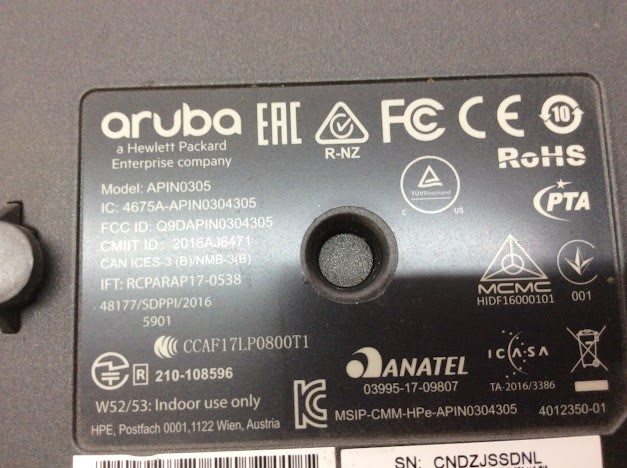 aruba
a Hewlett Packard
Enterprise company
EAC
R-NZ
FC CE 10
RoHS
Model: APIN0305
IC: 4675A-APIN0304305
FCC ID: Q9DAPIN0304305
CMIIT ID: 2016AJ6471
CAN ICES-3 (B)/NMB-3(B)
IFT: RCPARAP17-0538
48177/SDPPI/2016
5901
TÜVRheinland
C US
PTA
MCMC
HIDF16000101
001
CCAF17LP0800T1
R 210-108596
W52/53: Indoor use only
HPE, Postfach 0001,1122 Wien, Austria
ANATEL
03995-17-09807
ICASA
TA-2016/3386
MSIP-CMM-HPe-APIN0304305
4012350-01
SN: CNDZJSSDNL